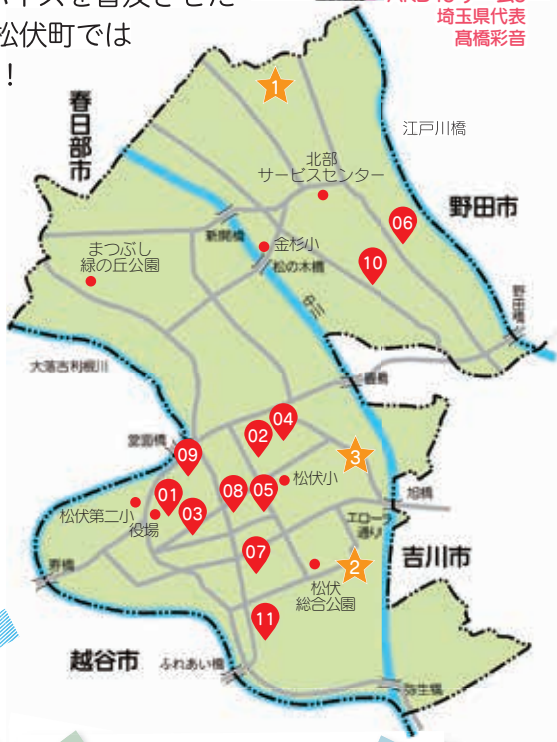 松伏町では
！
埼玉県代表
髙橋彩音
1
春日部市
江戸川橋
北部
サービスセンター
06
野田市
新開橋
金杉小
松の木橋
10
まつぶし
緑の丘公園
中川
野田橋
大落古利根川
04
02
堂面橋
09
3
01
08
05
松伏小
松伏第二小
03
役場
旭橋
エローラ
通り
07
吉川市
寿橋
松伏
総合公園
2
11
越谷市
ふれあい橋
弥生橋